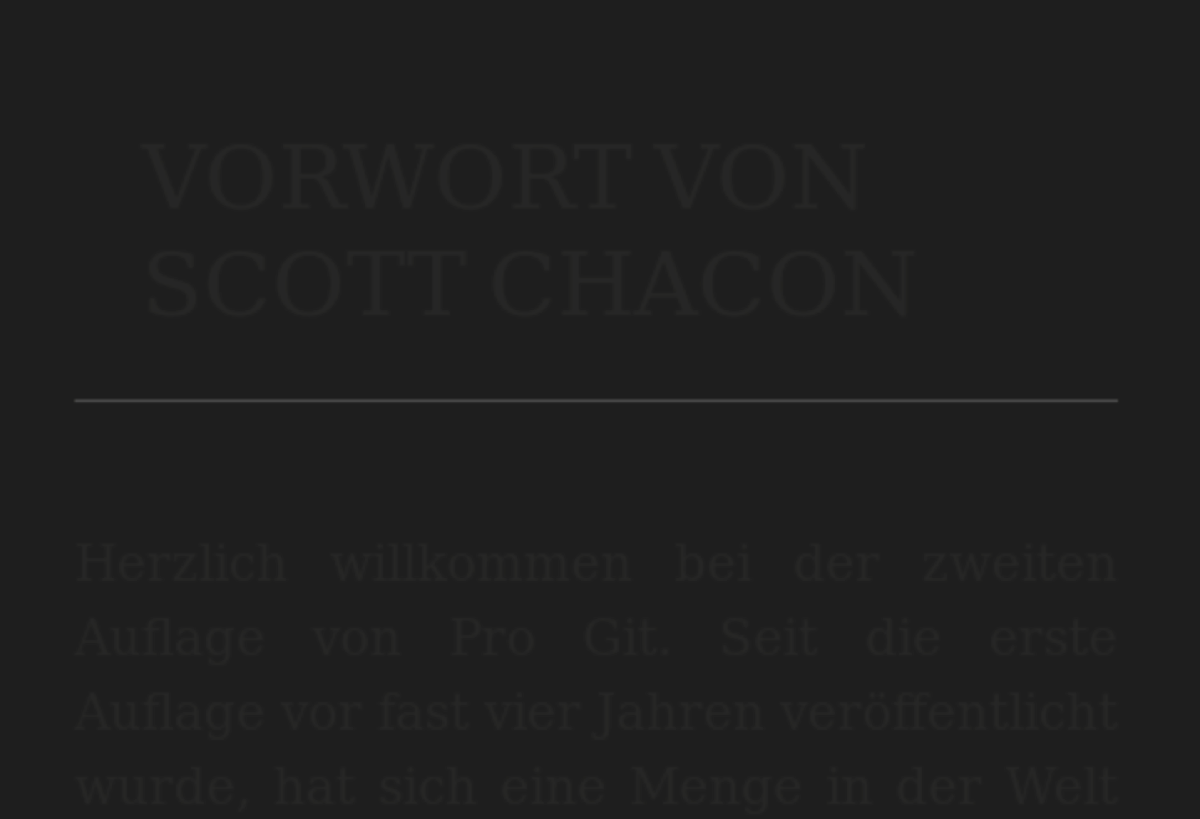 VORWORT VON
SCOTT CHACON
Herzlich willkommen bei der zweiten
Auflage von Pro Git. Seit die erste
Auflage vor fast vier Jahren veröffentlicht
wurde, hat sich eine Menge in der Welt